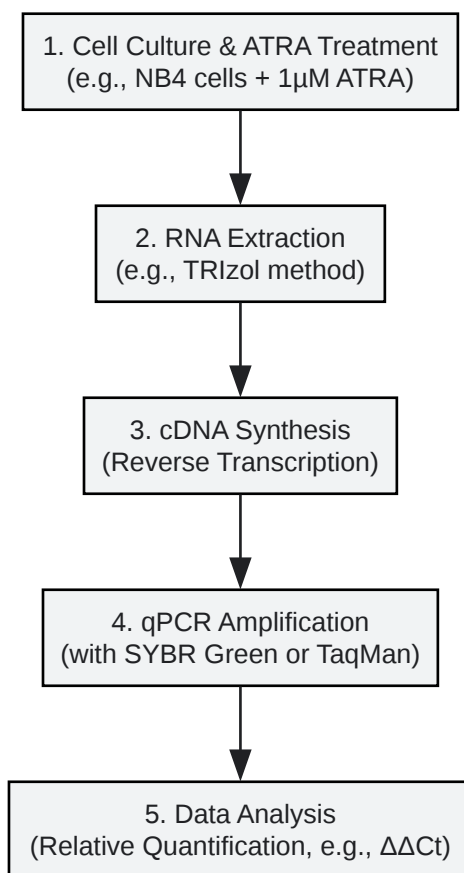 1. Cell Culture & ATRA Treatment
(e.g., NB4 cells + 1µM ATRA)
2. RNA Extraction
(e.g., TRIzol method)
3. cDNA Synthesis
(Reverse Transcription)
4. qPCR Amplification
(with SYBR Green or TaqMan)
5. Data Analysis
(Relative Quantification, e.g., ΔΔCt)